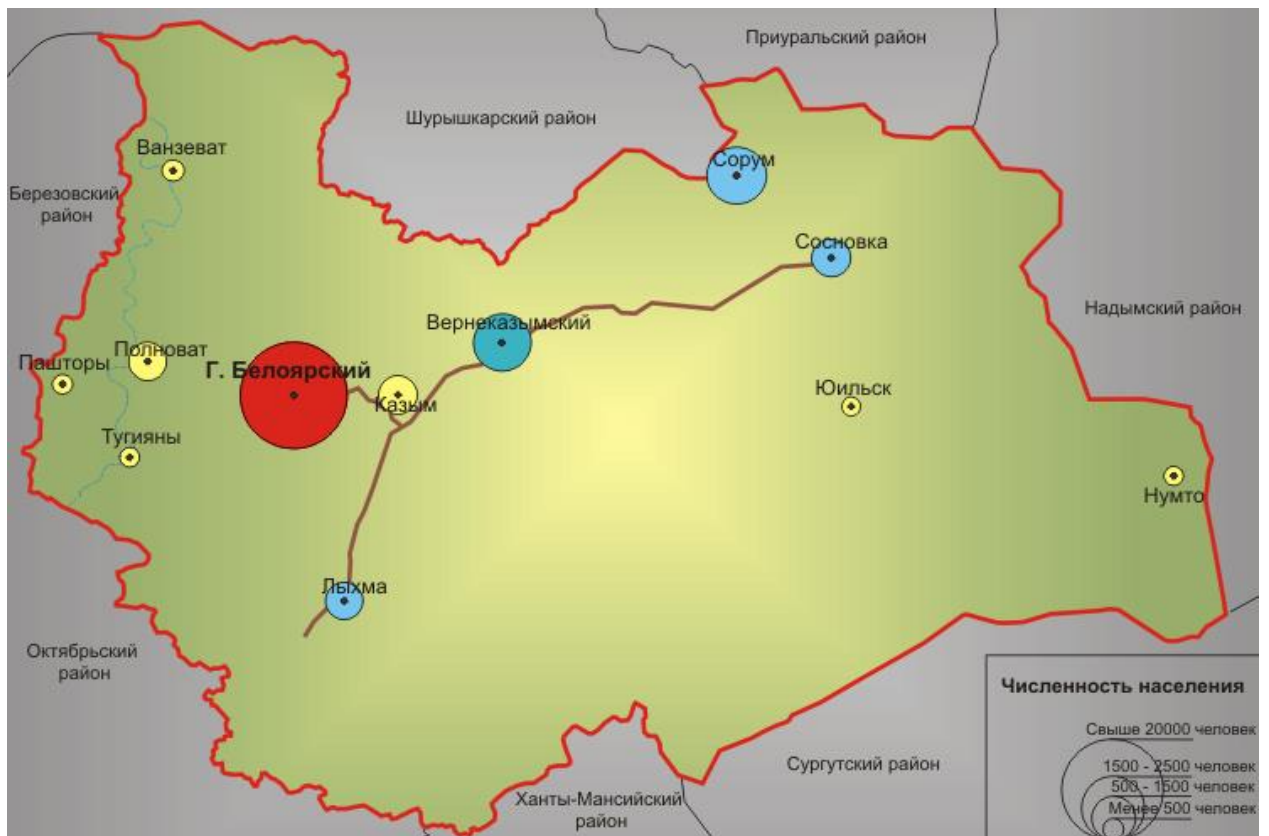 Приуральский район
Шурышкарский район
Ванзеват
Сорум
Березовский
район
Сосновка
Надымский район
Вернеказымский
Полноват
Пашторы
Г. Белоярский
Юильск
Казым
Тугияны
Нумто
Лыхма
Октябрьский
район
Численность населения
Свыше 20000 человек
Сургутский район
1500 - 2500 человек
500 - 1500 человек
Ханты-Мансийский
район
Менее 500 человек